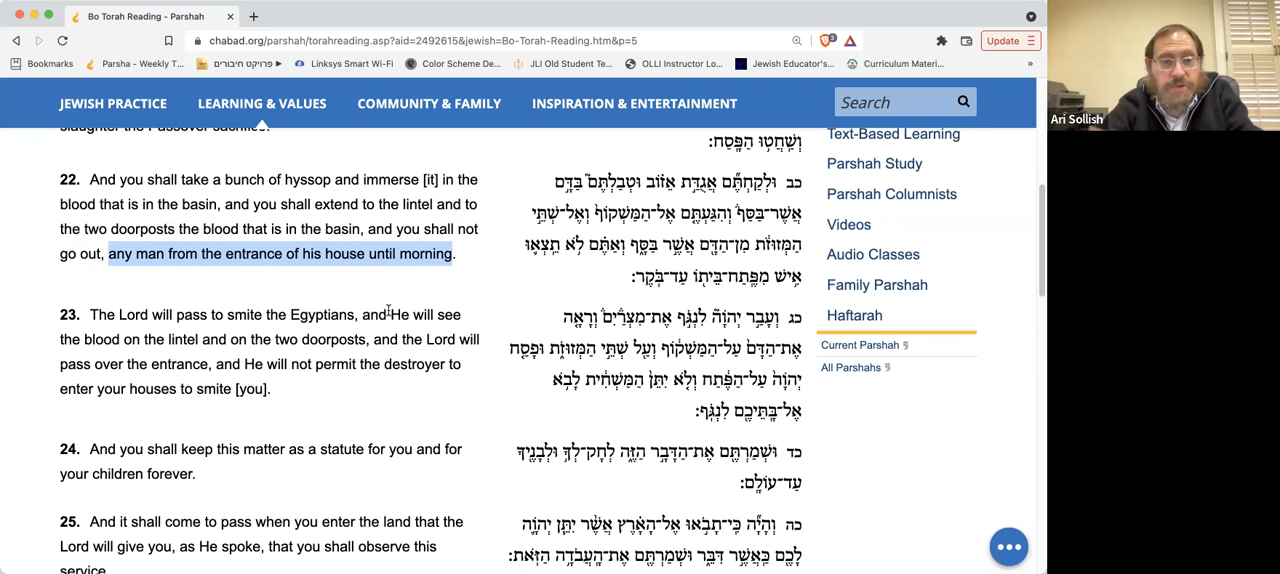 Bo Torah Reading - Parshah
chabad.org/parshah/torahreading.asp?aid=2492615&jewish=Bo-Torah-Reading.htm&p=5
Update
Bookmarks
Parsha - Weekly T...
פרויקט חיבורים
Linksys Smart Wi-Fi
Color Schem...
JLI Old Student Te...
OLLI Instructor Lo...
Jewish Educator's...
Curriculum Materi...
»
JEWISH PRACTICE
LEARNING & VALUES
COMMUNITY & FAMILY
INSPIRATION & ENTERTAINMENT
Search
Ari Sollish
slaughter the Passover sacrifice.
22. And you shall take a bunch of hyssop and immerse [it] in the
blood that is in the basin, and you shall extend to the lintel and to
the two doorposts the blood that is in the basin, and you shall not
go out, any man from the entrance of his house until morning.
23. The Lord will pass to smite the Egyptians, and He will see
the blood on the lintel and on the two doorposts, and the Lord will
pass over the entrance, and He will not permit the destroyer to
enter your houses to smite [you].
24. And you shall keep this matter as a statute for you and for
your children forever.
25. And it shall come to pass when you enter the land that the
Lord will give you, as He spoke, that you shall observe this
service.
וְשַֽׁחֲט֥וּ הַפָּֽסַח:
כב וּלְקַחְתֶּ֞ם אֲגֻדַּ֣ת אֵז֗וֹב וּטְבַלְתֶּם֘ בַּדָּ֣ם
אֲשֶׁר־בַּסַּף֒ וְהִגַּעְתֶּ֤ם אֶל־הַמַּשְׁקוֹף֙ וְאֶל־שְׁתֵּ֣י
הַמְּזוּזֹ֔ת מִן־הַדָּ֖ם אֲשֶׁ֣ר בַּסָּ֑ף וְאַתֶּ֗ם לֹ֥א תֵֽצְא֛וּ
אִ֥ישׁ מִפֶּֽתַח־בֵּית֖וֹ עַד־בֹּֽקֶר:
כג וְעָבַ֣ר יְהֹוָה֘ לִנְגֹּ֣ף אֶת־מִצְרַ֒יִם֒ וְרָאָ֤ה
אֶת־הַדָּם֙ עַל־הַמַּשְׁק֔וֹף וְעַ֖ל שְׁתֵּ֣י הַמְּזוּזֹ֑ת וּפָסַ֤ח
יְהֹוָה֙ עַל־הַפֶּ֔תַח וְלֹ֤א יִתֵּן֙ הַמַּשְׁחִ֔ית לָבֹ֥א
אֶל־בָּֽתֵּיכֶ֖ם לִנְגֹּֽף:
כד וּשְׁמַרְתֶּ֖ם אֶת־הַדָּבָ֣ר הַזֶּ֑ה לְחָק־לְךָ֥ וּלְבָנֶ֖יךָ
עַד־עוֹלָֽם:
כה וְהָיָ֞ה כִּֽי־תָבֹ֣אוּ אֶל־הָאָ֗רֶץ אֲשֶׁ֨ר יִתֵּ֧ן יְהֹוָ֛ה
לָכֶ֖ם כַּֽאֲשֶׁ֣ר דִּבֵּ֑ר וּשְׁמַרְתֶּ֖ם אֶת־הָֽעֲבֹדָ֥ה הַזֹּֽאת:
Text-Based Learning
Parshah Study
Parshah Columnists
Videos
Audio Classes
Family Parshah
Haftarah
Current Parshah
All Parshahs